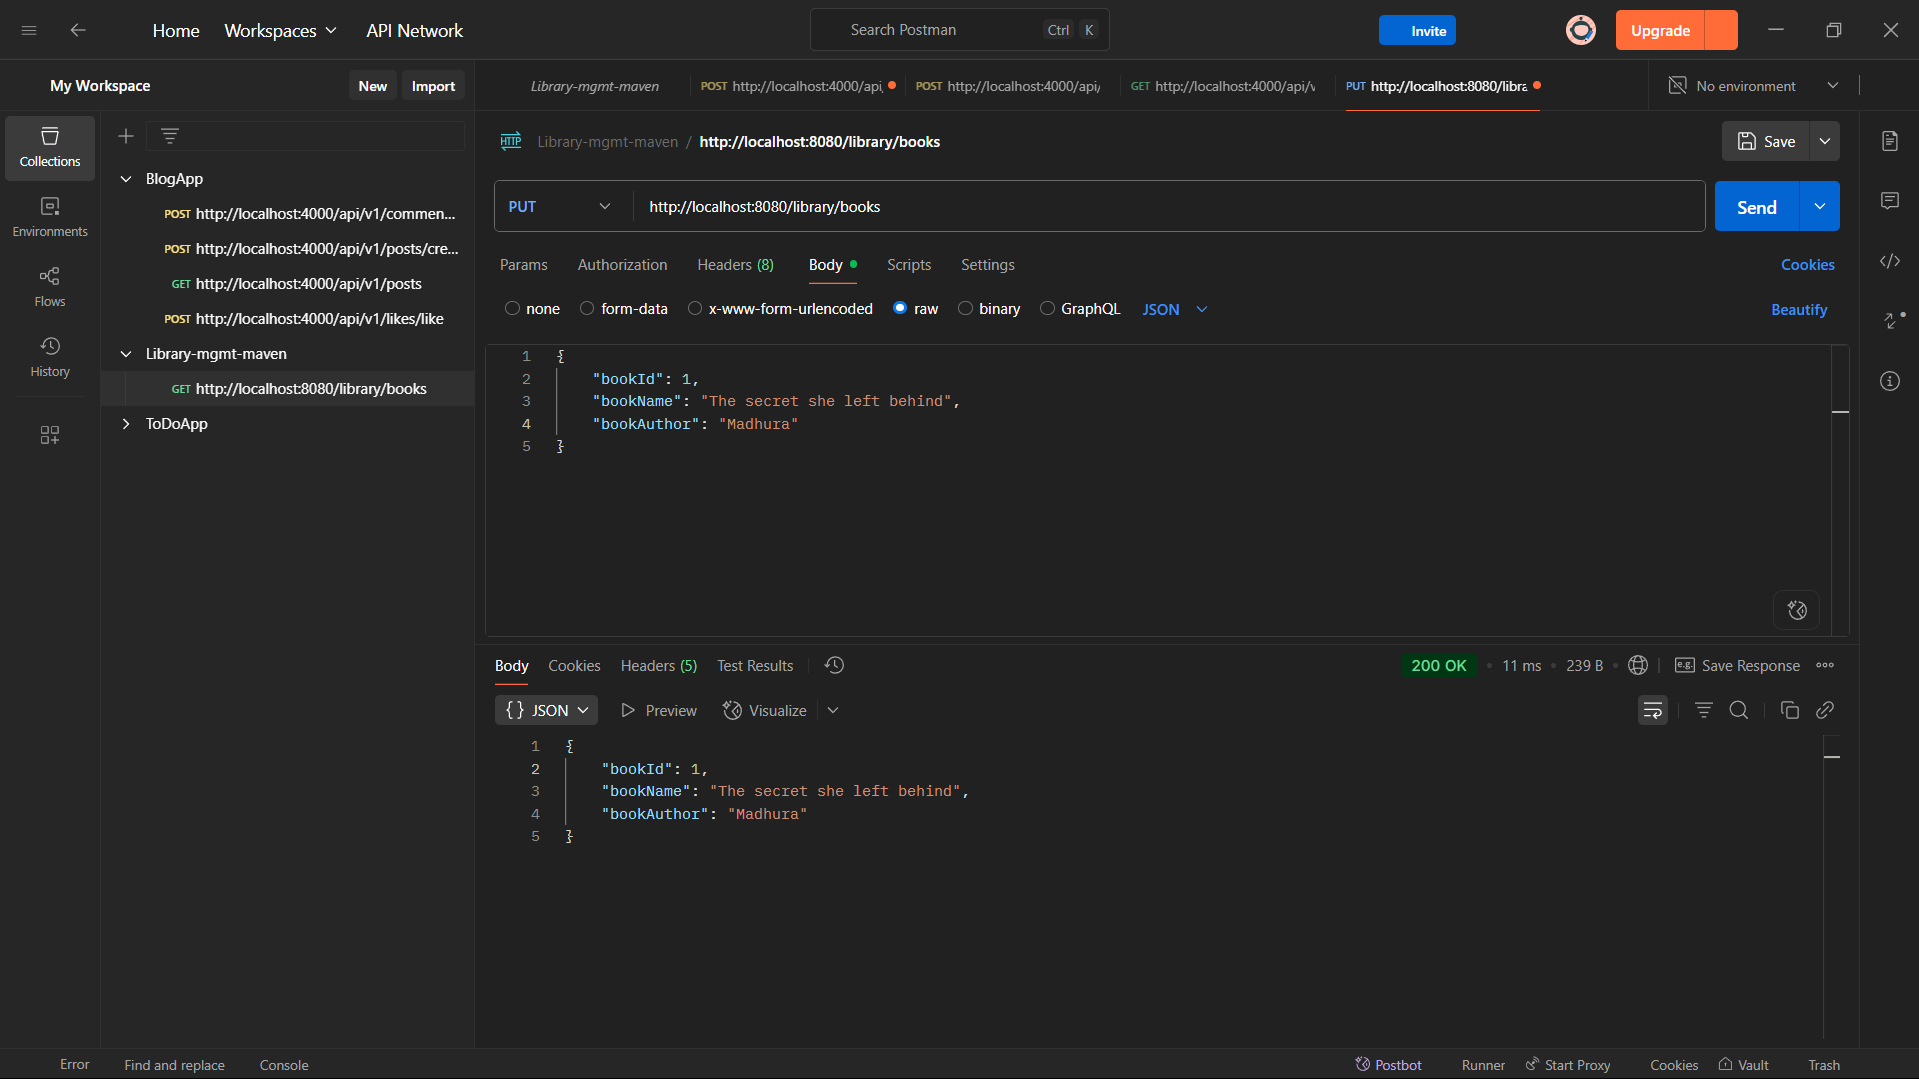 Home
Workspaces
API Network
Search Postman
Ctrl K
Invite
Upgrade
My Workspace
New
Import
Library-mgmt-maven
POST http://localhost:4000/api,
POST http://localhost:4000/api/
GET http://localhost:4000/api/v
PUT http://localhost:8080/libra
No environment
Collections
Environments
Flows
History
BlogApp
POST http://localhost:4000/api/v1/commen...
POST http://localhost:4000/api/v1/posts/cre...
GET http://localhost:4000/api/v1/posts
POST http://localhost:4000/api/v1/likes/like
Library-mgmt-maven
GET http://localhost:8080/library/books
ToDoApp
HTTP Library-mgmt-maven / http://localhost:8080/library/books
Save
PUT http://localhost:8080/library/books
Send
Params Authorization Headers (8) Body Scripts Settings
Cookies
none form-data x-www-form-urlencoded raw binary GraphQL JSON
Beautify
1 {
2 "bookId": 1,
3 "bookName": "The secret she left behind",
4 "bookAuthor": "Madhura"
5 }
Body Cookies Headers (5) Test Results
200 OK • 11 ms • 239 B •
e.g. Save Response
{} JSON Preview Visualize
1 {
2 "bookId": 1,
3 "bookName": "The secret she left behind",
4 "bookAuthor": "Madhura"
5 }
Error Find and replace Console
Postbot Runner Start Proxy Cookies Vault Trash